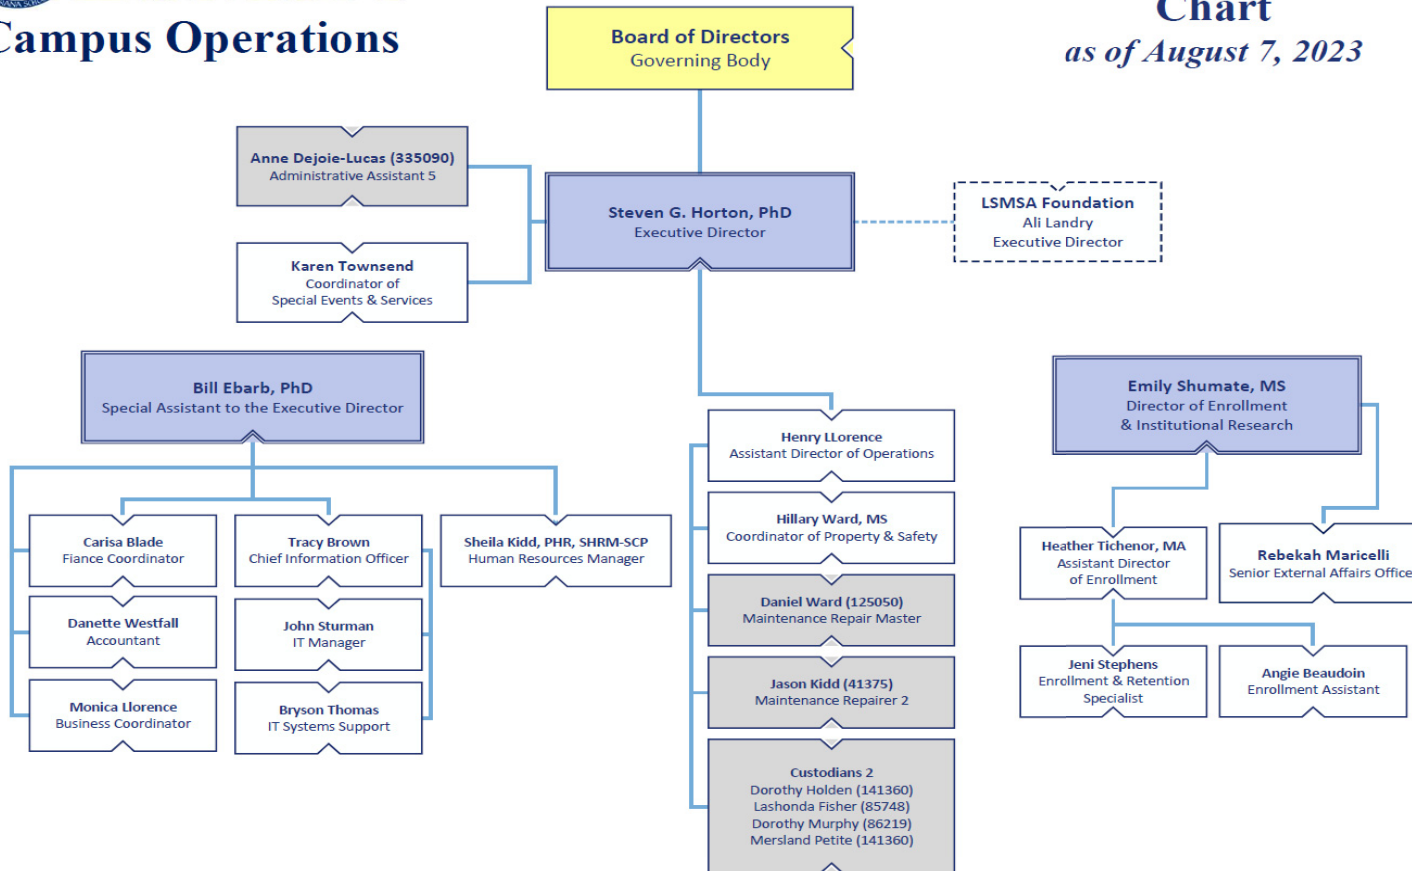 Campus Operations
Chart
as of August 7, 2023
Board of Directors
Governing Body
Anne Dejoie-Lucas (335090)
Administrative Assistant 5
Steven G. Horton, PhD
Executive Director
LSMSA Foundation
Ali Landry
Executive Director
Karen Townsend
Coordinator of
Special Events & Services
Bill Ebarb, PhD
Special Assistant to the Executive Director
Emily Shumate, MS
Director of Enrollment
& Institutional Research
Carisa Blade
Fiance Coordinator
Danette Westfall
Accountant
Monica Llorence
Business Coordinator
Tracy Brown
Chief Information Officer
John Sturman
IT Manager
Bryson Thomas
IT Systems Support
Sheila Kidd, PHR, SHRM-SCP
Human Resources Manager
Henry LLorence
Assistant Director of Operations
Hillary Ward, MS
Coordinator of Property & Safety
Daniel Ward (125050)
Maintenance Repair Master
Jason Kidd (41375)
Maintenance Repairer 2
Custodians 2
Dorothy Holden (141360)
Lashonda Fisher (85748)
Dorothy Murphy (86219)
Mersland Petite (141360)
Heather Tichenor, MA
Assistant Director
of Enrollment
Rebekah Maricelli
Senior External Affairs Office
Jeni Stephens
Enrollment & Retention
Specialist
Angie Beaudoin
Enrollment Assistant